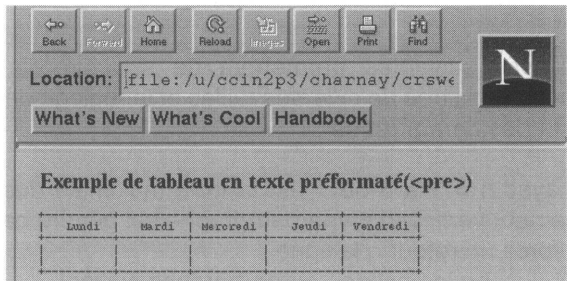 Back Forward Home Reload Images Open Print Find
N
Location: file:/u/ccin2p3/charnay/crswe
What's New What's Cool Handbook
Exemple de tableau en texte préformaté(<pre>)
Lundi Mardi Mercredi Jeudi Vendredi